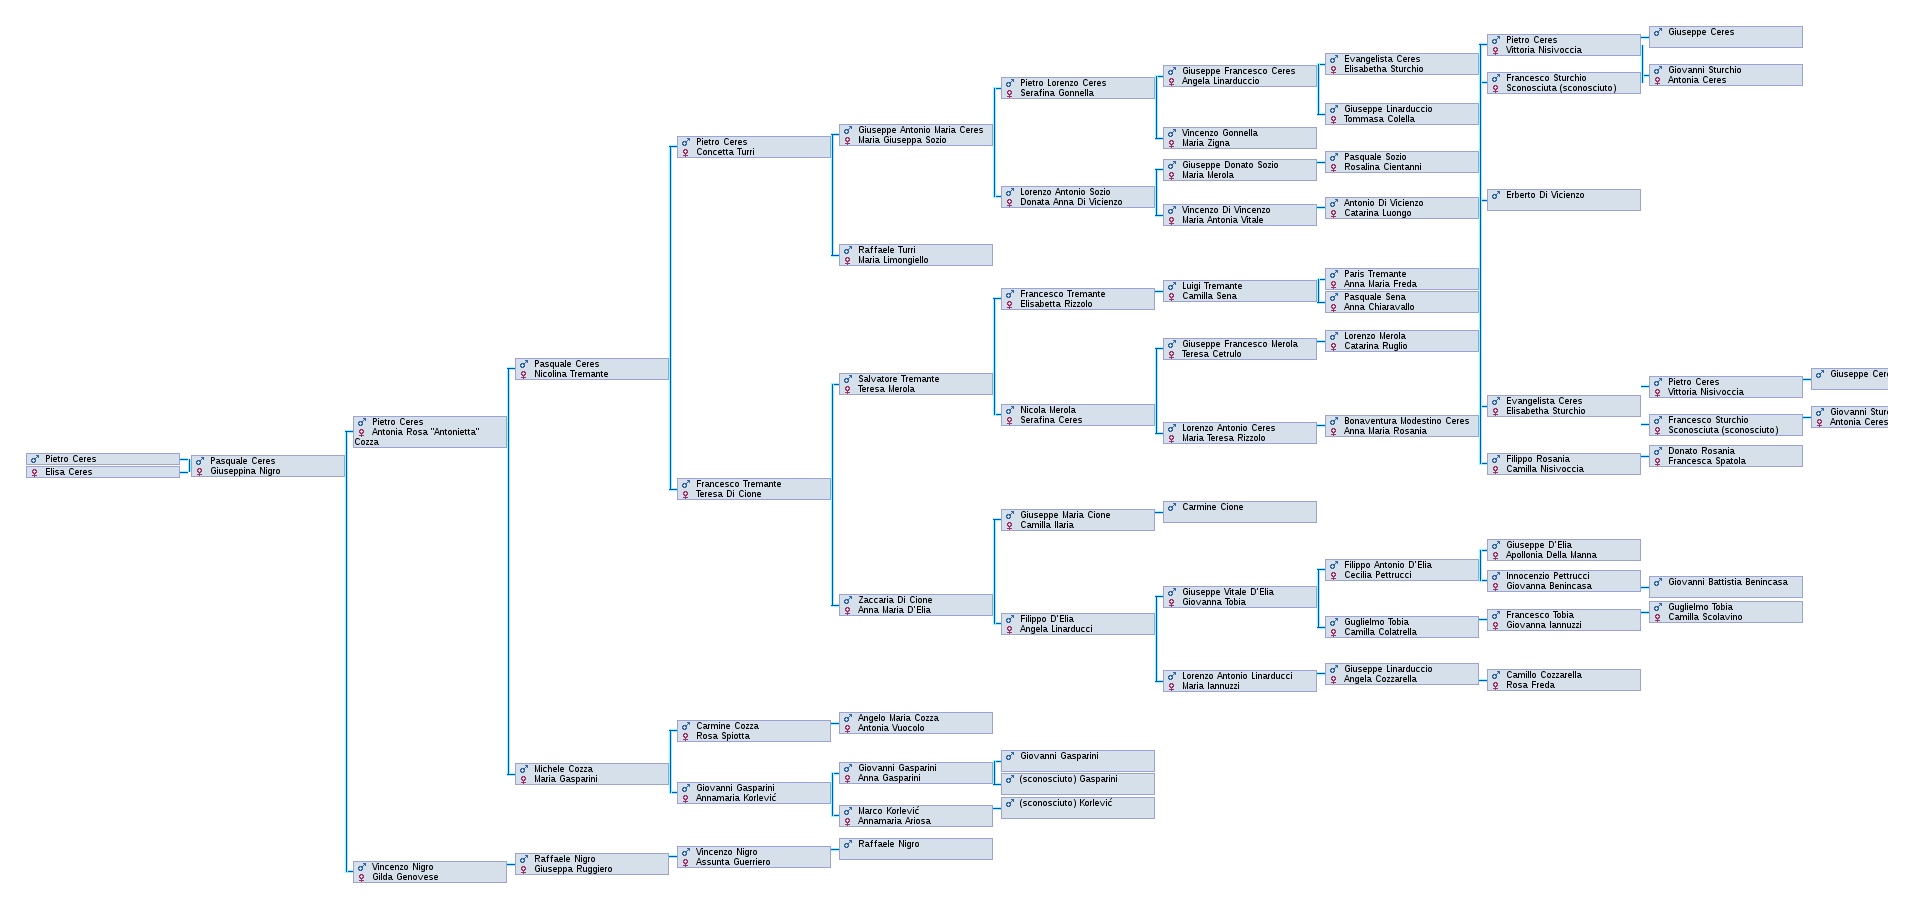 Pietro Ceres
Elisa Ceres
Pasquale Ceres
Giuseppina Nigro
Pietro Ceres
Antonia Rosa "Antonietta"
Cozza
Vincenzo Nigro
Gilda Genovese
Pasquale Ceres
Nicolina Tremante
Michele Cozza
Maria Gasparini
Raffaele Nigro
Giuseppa Ruggiero
Pietro Ceres
Concetta Turri
Francesco Tremante
Teresa Di Cione
Carmine Cozza
Rosa Spiotta
Giovanni Gasparini
Annamaria Korlević
Vincenzo Nigro
Assunta Guerriero
Giuseppe Antonio Maria Ceres
Maria Giuseppa Sozio
Raffaele Turri
Maria Limongiello
Salvatore Tremante
Teresa Merola
Zaccaria Di Cione
Anna Maria D'Elia
Angelo Maria Cozza
Antonia Vuocolo
Giovanni Gasparini
Anna Gasparini
Marco Korlević
Annamaria Ariosa
Raffaele Nigro
Pietro Lorenzo Ceres
Serafina Gonnella
Lorenzo Antonio Sozio
Donata Anna Di Vicienzo
Francesco Tremante
Elisabetta Rizzolo
Nicola Merola
Serafina Ceres
Giuseppe Maria Cione
Camilla Ilaria
Filippo D'Elia
Angela Linarducci
Giovanni Gasparini
(sconosciuto) Gasparini
(sconosciuto) Korlević
Giuseppe Francesco Ceres
Angela Linarduccio
Vincenzo Gonnella
Maria Zigna
Giuseppe Donato Sozio
Maria Merola
Vincenzo Di Vincenzo
Maria Antonia Vitale
Luigi Tremante
Camilla Sena
Giuseppe Francesco Merola
Teresa Cetrulo
Lorenzo Antonio Ceres
Maria Teresa Rizzolo
Carmine Cione
Giuseppe Vitale D'Elia
Giovanna Tobia
Lorenzo Antonio Linarducci
Maria Iannuzzi
Evangelista Ceres
Elisabetha Sturchio
Giuseppe Linarduccio
Tommasa Colella
Pasquale Sozio
Rosalina Cientanni
Antonio Di Vicienzo
Catarina Luongo
Paris Tremante
Anna Maria Freda
Pasquale Sena
Anna Chiaravallo
Lorenzo Merola
Catarina Ruglio
Bonaventura Modestino Ceres
Anna Maria Rosania
Filippo Antonio D'Elia
Cecilia Pettrucci
Guglielmo Tobia
Camilla Colatrella
Giuseppe Linarduccio
Angela Cozzarella
Pietro Ceres
Vittoria Nisivoccia
Francesco Sturchio
Sconosciuta (sconosciuto)
Erberto Di Vicienzo
Evangelista Ceres
Elisabetha Sturchio
Filippo Rosania
Camilla Nisivoccia
Giuseppe D'Elia
Apollonia Della Manna
Innocenzio Pettrucci
Giovanna Benincasa
Francesco Tobia
Giovanna Iannuzzi
Camillo Cozzarella
Rosa Freda
Giuseppe Ceres
Giovanni Sturchio
Antonia Ceres
Pietro Ceres
Vittoria Nisivoccia
Francesco Sturchio
Sconosciuta (sconosciuto)
Donato Rosania
Francesca Spatola
Giovanni Battistia Benincasa
Guglielmo Tobia
Camilla Scolavino
Giuseppe
Giovanni
Antonia Ceres